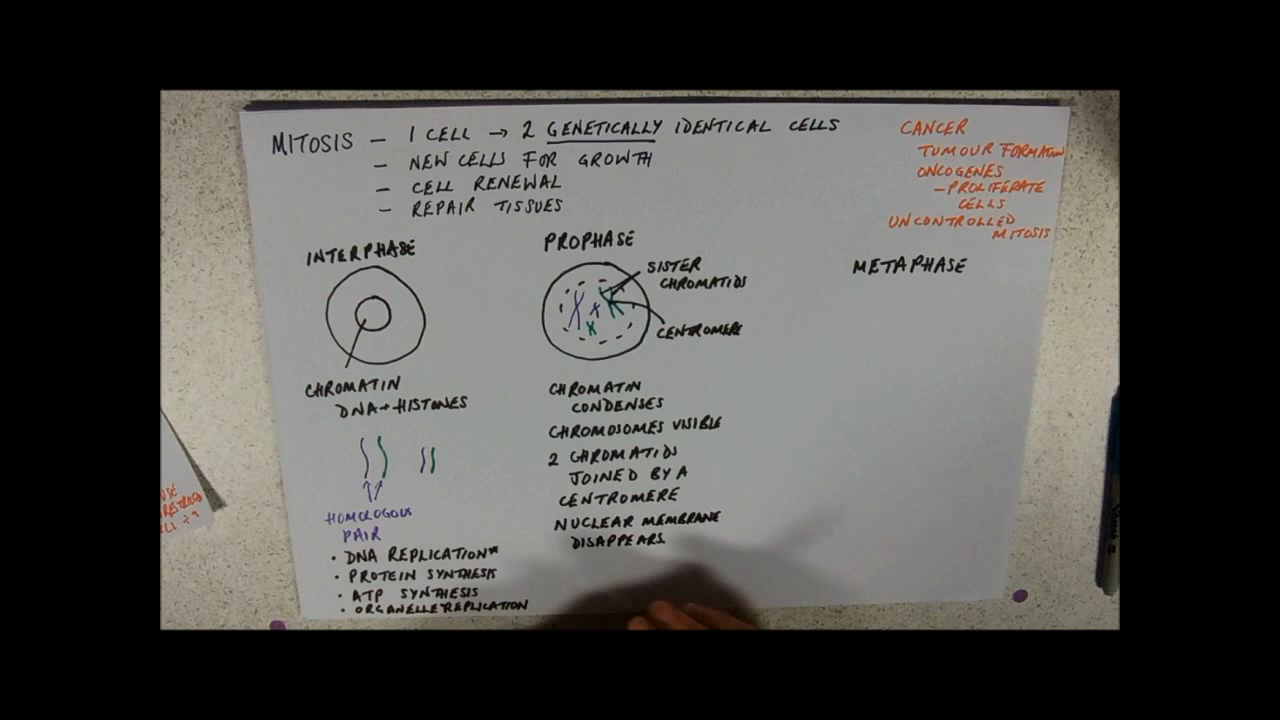 MITOSIS – 1 CELL → 2 GENETICALLY IDENTICAL CELLS
– NEW CELLS FOR GROWTH
– CELL RENEWAL
– REPAIR TISSUES
CANCER
TUMOUR FORMATION
ONCOGENES
– PROLIFERATE
CELLS
UNCONTROLLED
MITOSIS
INTERPHASE
CHROMATIN
DNA + HISTONES
HOMOLOGOUS
PAIR
• DNA REPLICATION*
• PROTEIN SYNTHESIS
• ATP SYNTHESIS
• ORGANELLE REPLICATION
PROPHASE
SISTER
CHROMATIDS
CENTROMERE
CHROMATIN
CONDENSES
CHROMOSOMES VISIBLE
2 CHROMATIDS
JOINED BY A
CENTROMERE
NUCLEAR MEMBRANE
DISAPPEARS
METAPHASE